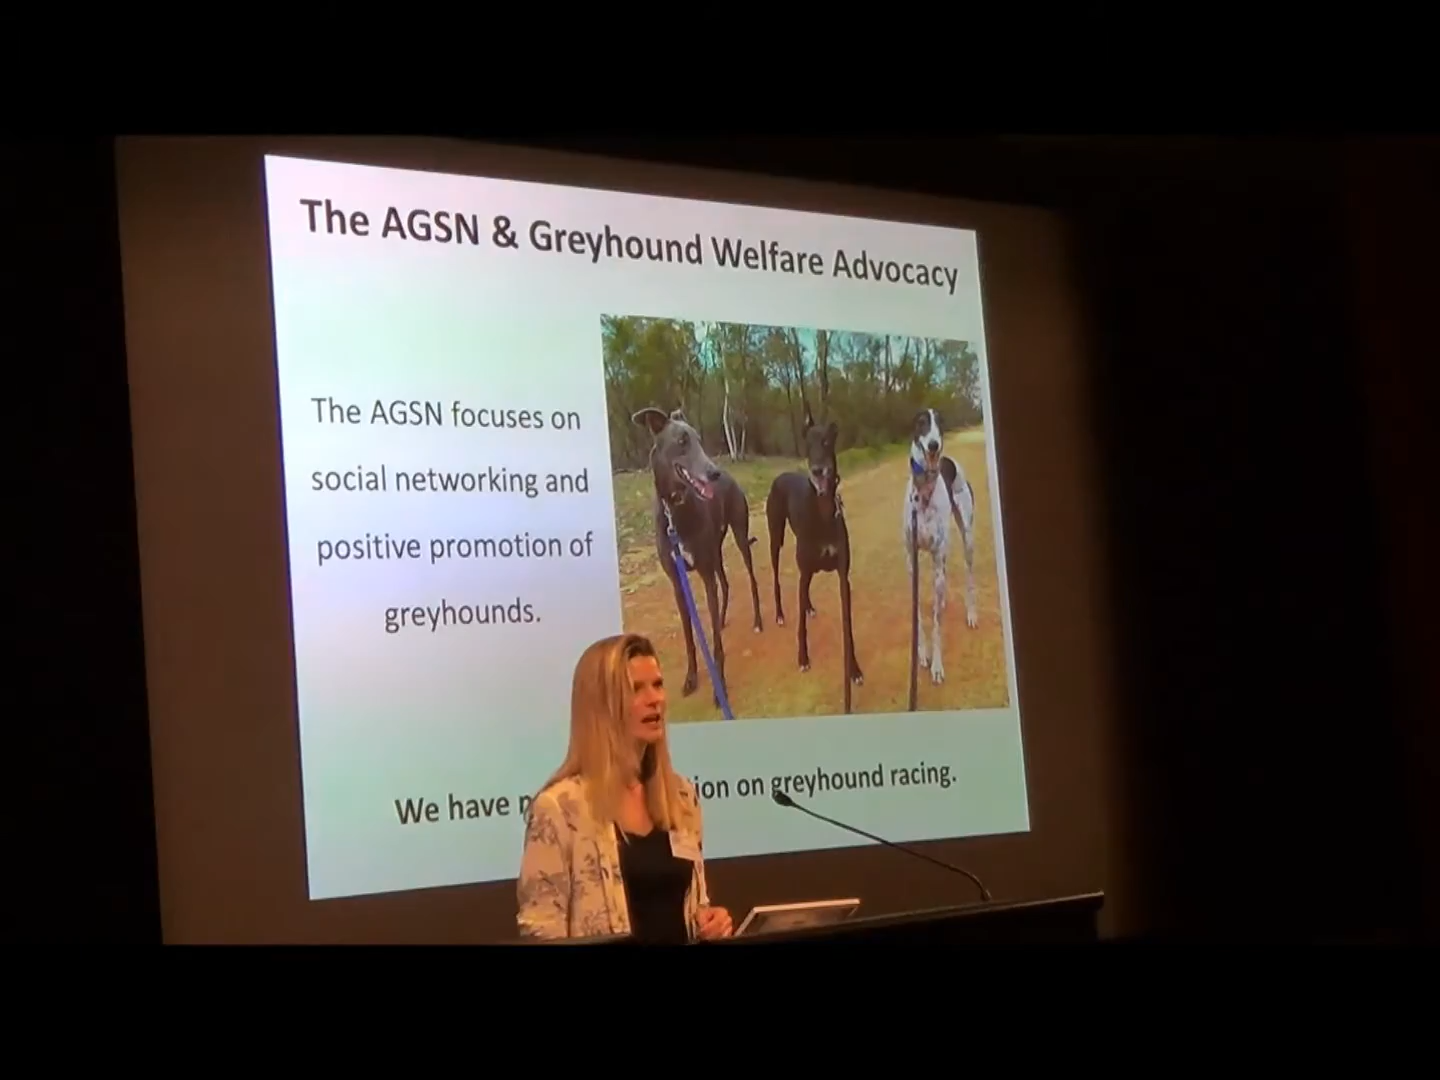 The AGSN & Greyhound Welfare Advocacy
The AGSN focuses on
social networking and
positive promotion of
greyhounds.
We have on greyhound racing.